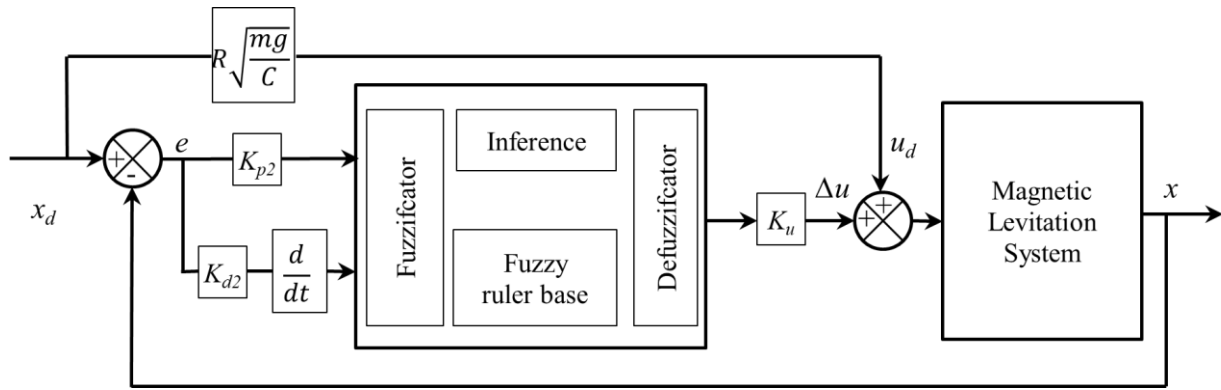 R√(mg/C)
x_d
+
-
e
K_p2
K_d2
d/dt
Fuzzifcator
Inference
Fuzzy
ruler base
Defuzzifcator
K_u
Δu
u_d
+
+
Magnetic
Levitation
System
x